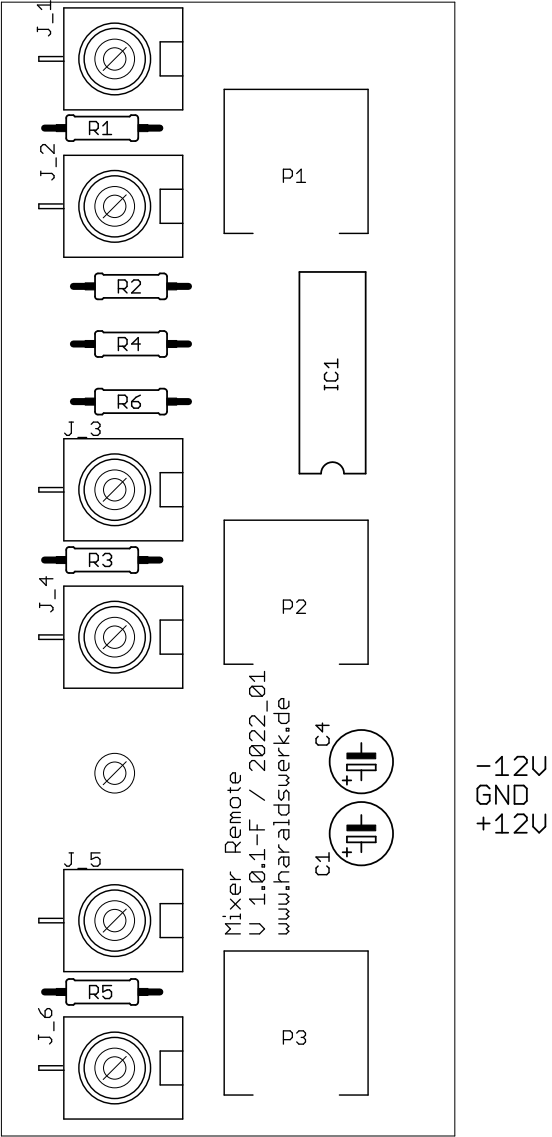 J_1
R1
J_2
P1
R2
R4
R6
IC1
J_3
R3
J_4
P2
Mixer Remote
V 1.0.1-F / 2022_01
www.haraldswerk.de
C4
C1
-12V
GND
+12V
J_5
R5
J_6
P3